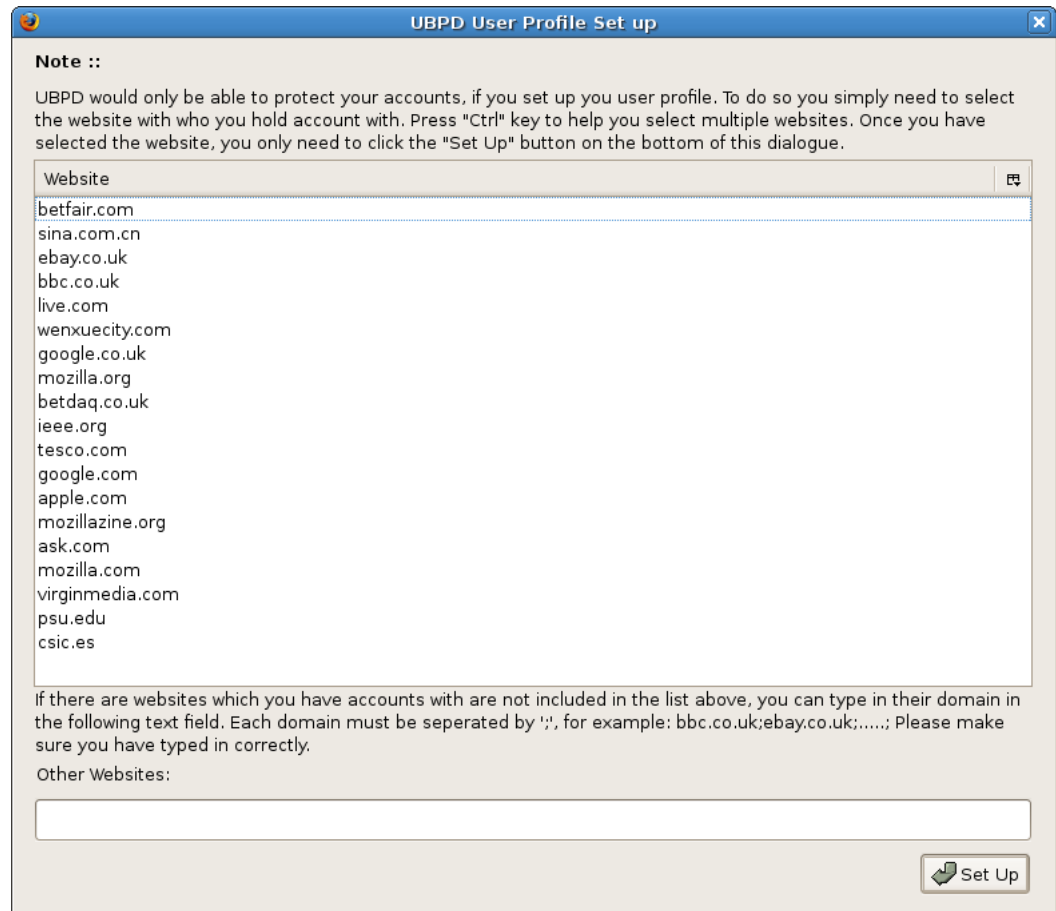 UBPD User Profile Set up
Note ::
UBPD would only be able to protect your accounts, if you set up you user profile. To do so you simply need to select
the website with who you hold account with. Press "Ctrl" key to help you select multiple websites. Once you have
selected the website, you only need to click the "Set Up" button on the bottom of this dialogue.
Website
betfair.com
sina.com.cn
ebay.co.uk
bbc.co.uk
live.com
wenxuecity.com
google.co.uk
mozilla.org
betdaq.co.uk
ieee.org
tesco.com
google.com
apple.com
mozillazine.org
ask.com
mozilla.com
virginmedia.com
psu.edu
csic.es
If there are websites which you have accounts with are not included in the list above, you can type in their domain in
the following text field. Each domain must be seperated by ';', for example: bbc.co.uk;ebay.co.uk;.....; Please make
sure you have typed in correctly.
Other Websites:
Set Up